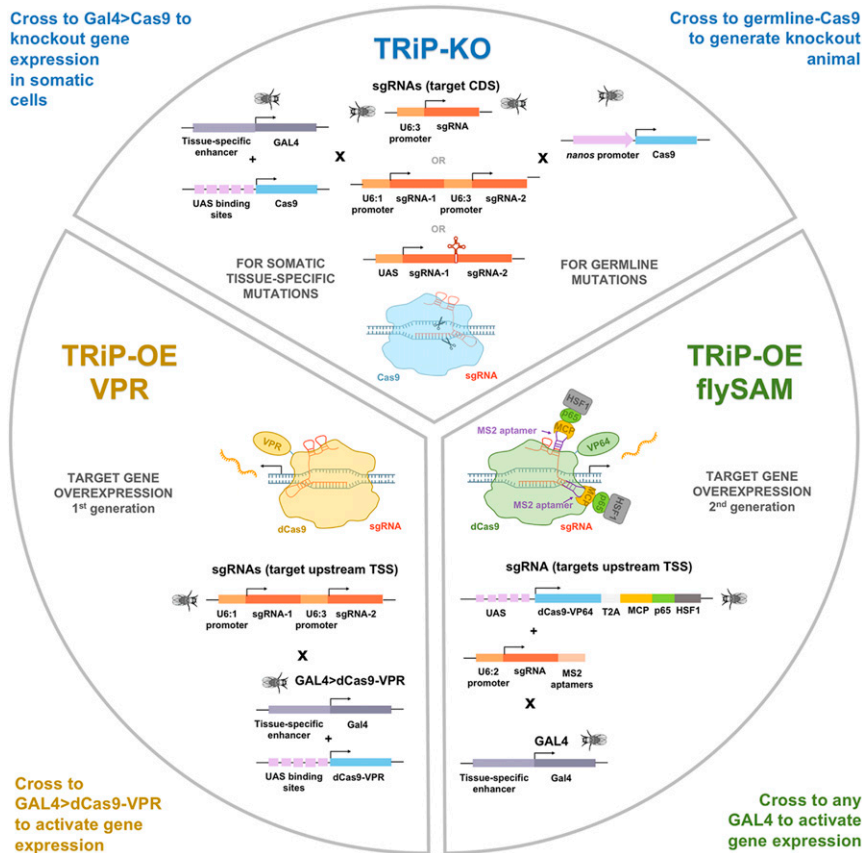 Cross to Gal4>Cas9 to
knockout gene
expression
in somatic
cells
TRiP-KO
Cross to germline-Cas9
to generate knockout
animal
sgRNAs (target CDS)
Tissue-specific
enhancer
GAL4
+
UAS binding
sites
Cas9
X
U6:3
promoter
sgRNA
OR
U6:1
promoter
sgRNA-1
U6:3
promoter
sgRNA-2
OR
UAS
sgRNA-1
sgRNA-2
X
nanos promoter
Cas9
FOR SOMATIC
TISSUE-SPECIFIC
MUTATIONS
FOR GERMLINE
MUTATIONS
Cas9
sgRNA
TRiP-OE
VPR
VPR
TARGET GENE
OVEREXPRESSION
1st generation
dCas9
sgRNA
sgRNAs (target upstream TSS)
U6:1
promoter
sgRNA-1
U6:3
promoter
sgRNA-2
X
GAL4>dCas9-VPR
Tissue-specific
enhancer
Gal4
+
UAS binding
sites
dCas9-VPR
Cross to
GAL4>dCas9-VPR
to activate gene
expression
TRiP-OE
flySAM
HSF1
p65
MCP
MS2 aptamer
VP64
MS2 aptamer
MCP
p65
HSF1
dCas9
sgRNA
TARGET GENE
OVEREXPRESSION
2nd generation
sgRNA (targets upstream TSS)
UAS
dCas9-VP64
T2A
MCP
p65
HSF1
+
U6:2
promoter
sgRNA
MS2
aptamers
X
GAL4
Tissue-specific
enhancer
Gal4
Cross to any
GAL4 to activate
gene expression